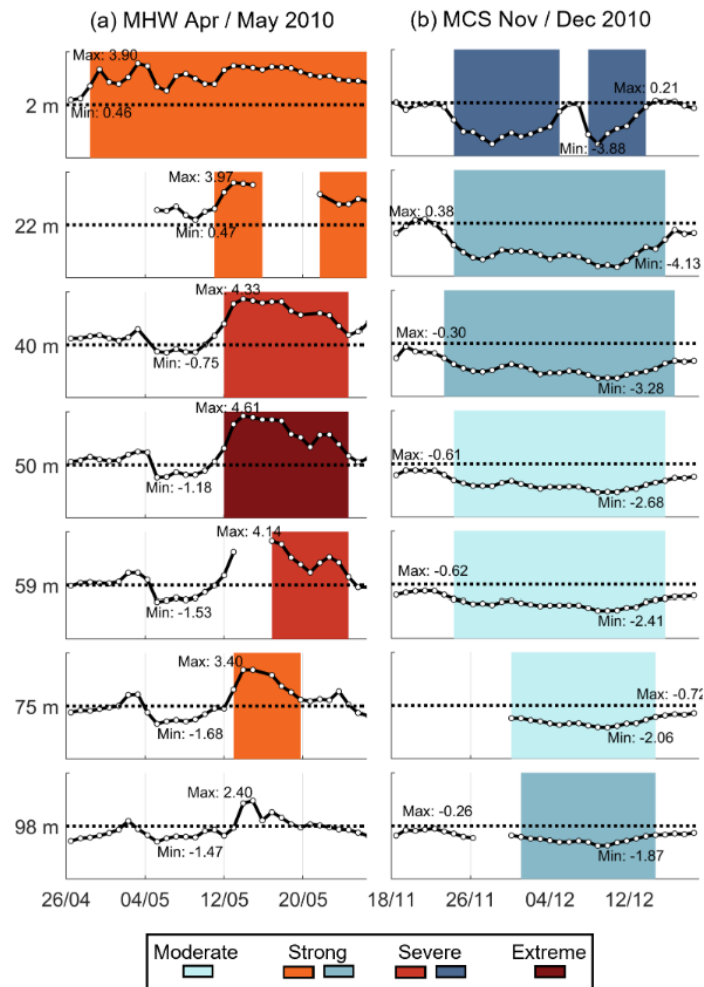 (a) MHW Apr / May 2010
(b) MCS Nov / Dec 2010
2 m
Max: 3.90
Min: 0.46
Max: 0.21
Min: -3.88
22 m
Max: 3.97
Min: 0.47
Max: 0.38
Min: -4.13
40 m
Max: 4.33
Min: -0.75
Max: -0.30
Min: -3.28
50 m
Max: 4.61
Min: -1.18
Max: -0.61
Min: -2.68
59 m
Max: 4.14
Min: -1.53
Max: -0.62
Min: -2.41
75 m
Max: 3.40
Min: -1.68
Max: -0.72
Min: -2.06
98 m
Max: 2.40
Min: -1.47
Max: -0.26
Min: -1.87
26/04 04/05 12/05 20/05
18/11 26/11 04/12 12/12
Moderate Strong Severe Extreme